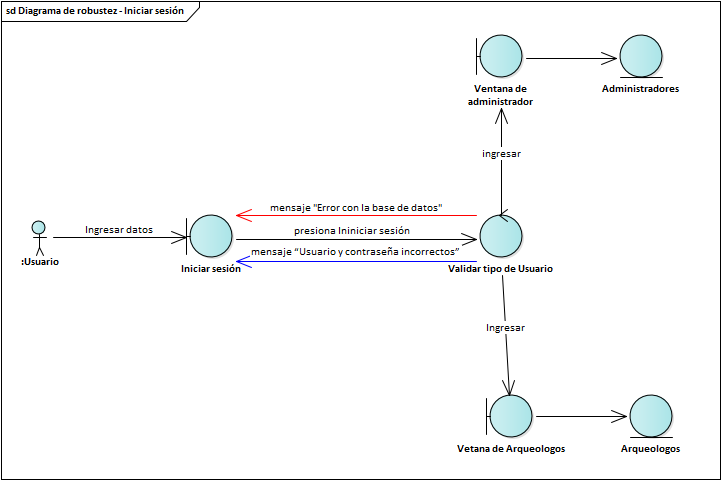 sd Diagrama de robustez - Iniciar sesión
Ventana de
administrador
Administradores
ingresar
mensaje "Error con la base de datos"
Ingresar datos
presiona Ininiciar sesión
mensaje “Usuario y contraseña incorrectos”
:Usuario
Iniciar sesión
Validar tipo de Usuario
Ingresar
Vetana de Arqueologos
Arqueologos